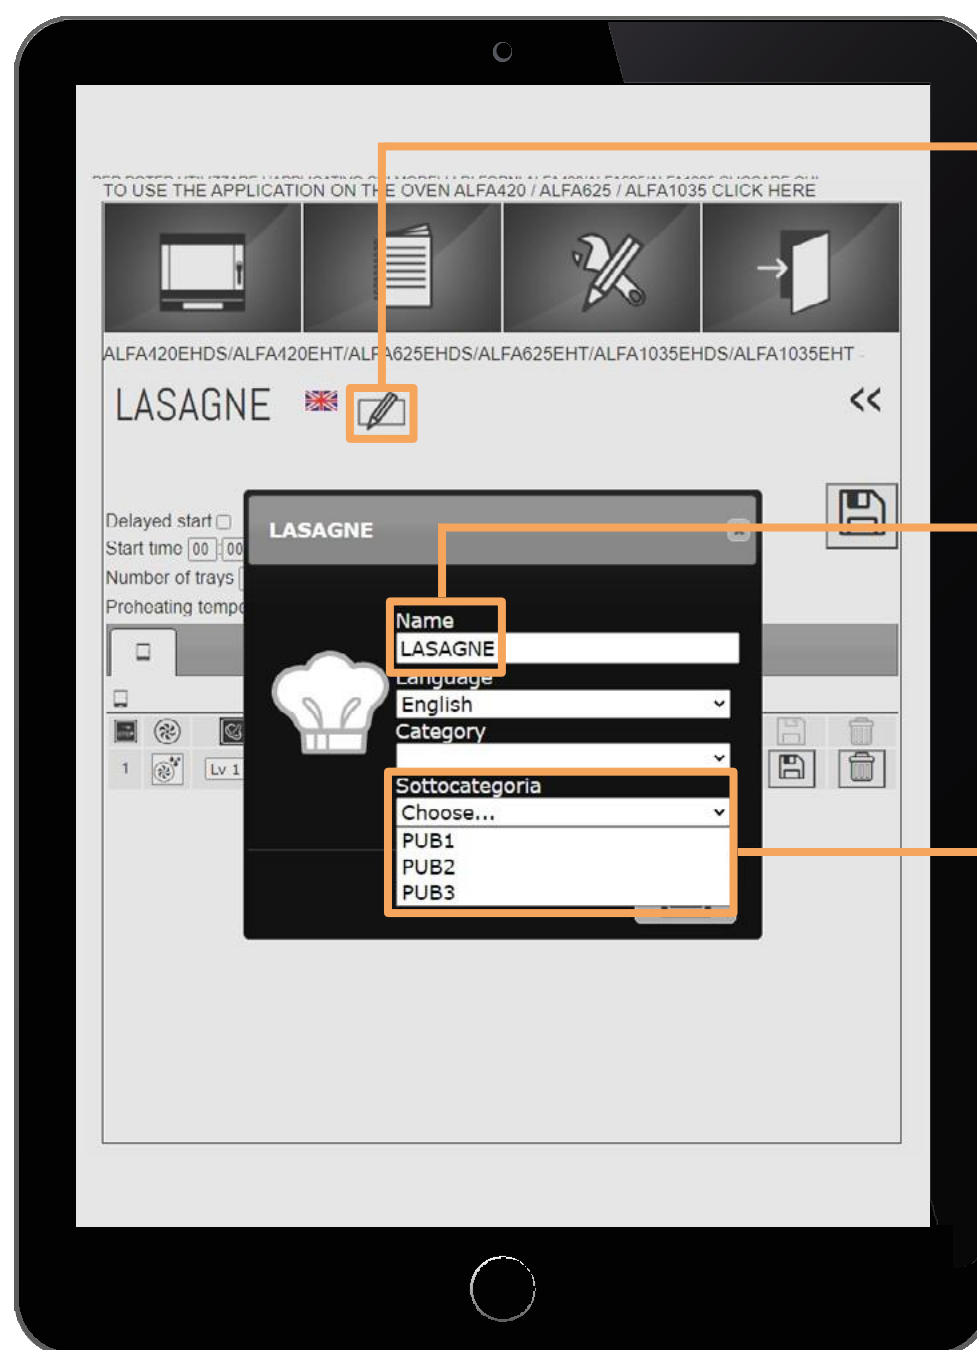 TO USE THE APPLICATION ON THE OVEN ALFA420 / ALFA625 / ALFA1035 CLICK HERE
ALFA420EHDS/ALFA420EHT/ALFA625EHDS/ALFA625EHT/ALFA1035EHDS/ALFA1035EHT -
LASAGNE <<
Delayed start
Start time 00 : 00
Number of trays
Preheating tempe
LASAGNE
Name
LASAGNE
Language
English
Category
Sottocategoria
Choose...
PUB1
PUB2
PUB3
1 Lv 1